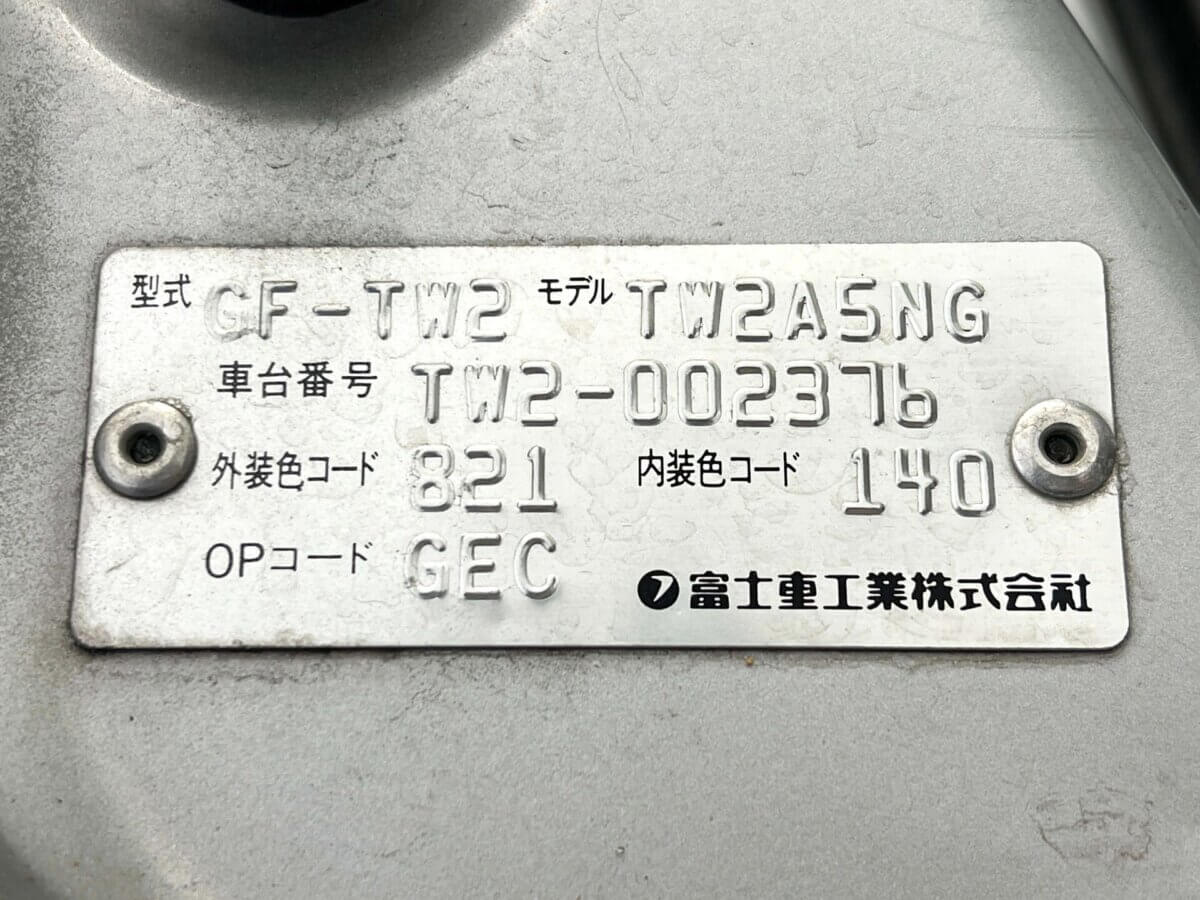 型式 GF-TW2 モデル TW2A5NG
車台番号 TW2-002376
外装色コード 821 内装色コード 140
OPコード GEC
富士重工業株式会社